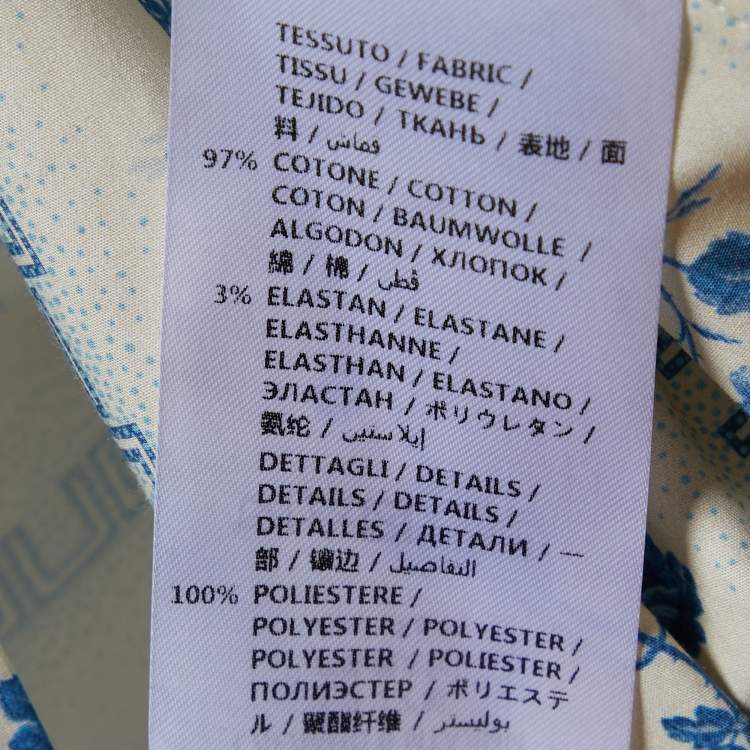 TESSUTO / FABRIC /
TISSU / GEWEBE /
TEJIDO / ТКАНЬ / 表地 / 面
料 / قماش
97% COTONE / COTTON /
COTON / BAUMWOLLE /
ALGODON / ХЛОПОК /
綿 / 棉 / قطن
3% ELASTAN / ELASTANE /
ELASTHANNE /
ELASTHAN / ELASTANO /
ЭЛАСТАН / ポリウレタン /
氨纶 / إيلاستيىن
DETTAGLI / DETAILS /
DETAILS / DETAILS /
DETALLES / ДЕТАЛИ / 一
部 / 镶边 / التفاصيل
100% POLIESTERE /
POLYESTER / POLYESTER /
POLYESTER / POLIESTER /
ПОЛИЭСТЕР / ポリエステ
ル / 聚酯纤维 / بوليستر